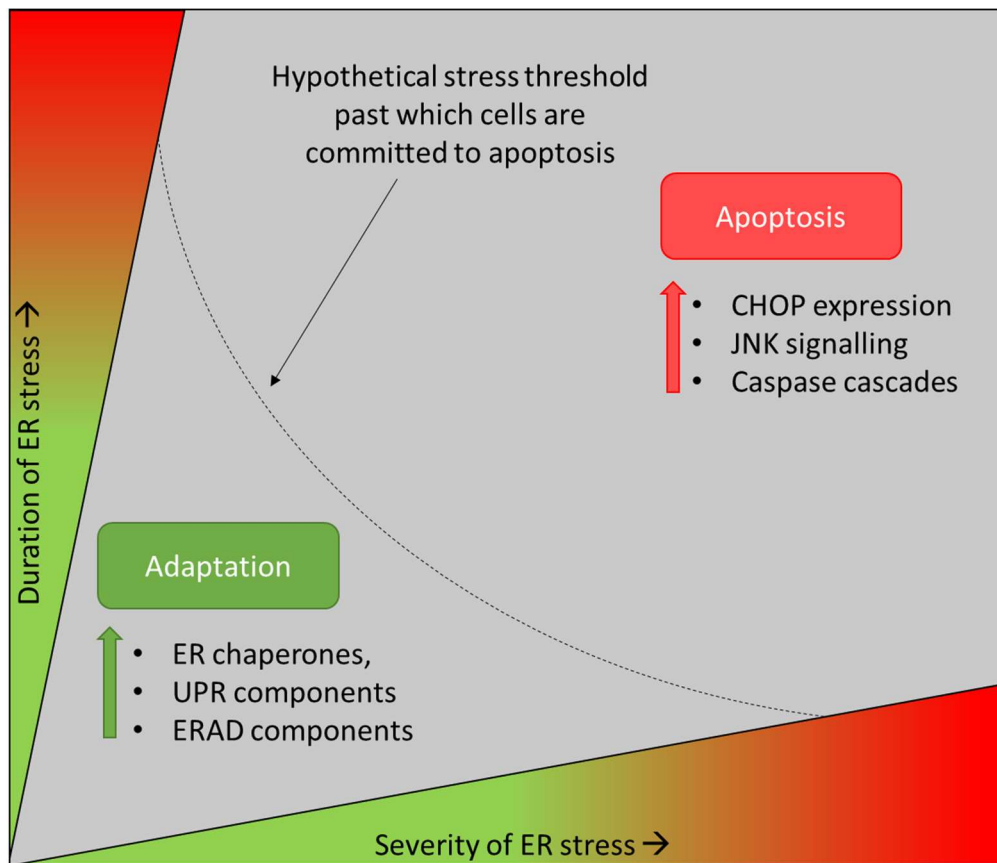 Hypothetical stress threshold
past which cells are
committed to apoptosis
Apoptosis
• CHOP expression
• JNK signalling
• Caspase cascades
Duration of ER stress →
Adaptation
• ER chaperones,
• UPR components
• ERAD components
Severity of ER stress →